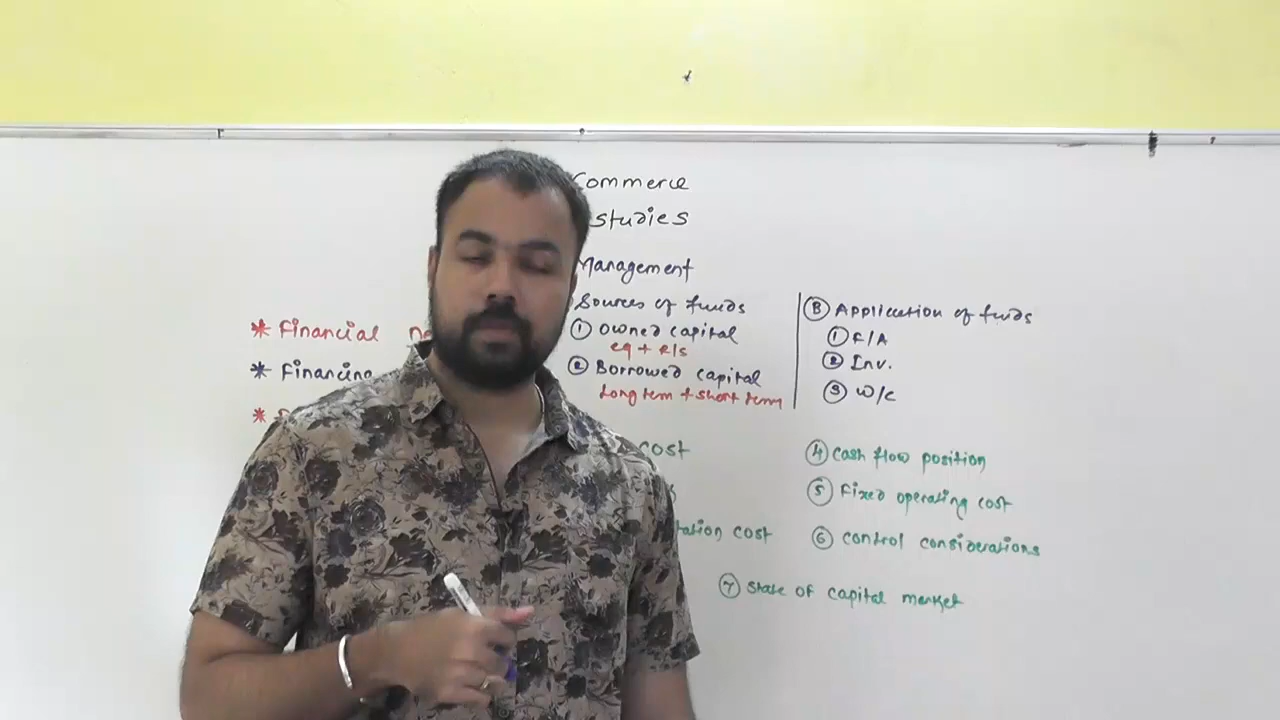 Commerce
studies
Management
* Financial
* Financing
*
Sources of funds
① Owned capital
eq + R/s
② Borrowed capital
Long term + short term
Ⓑ Application of funds
① F/A
② Inv.
③ W/C
cost
tation cost
④ Cash flow position
⑤ Fixed operating cost
⑥ Control considerations
⑦ State of capital market